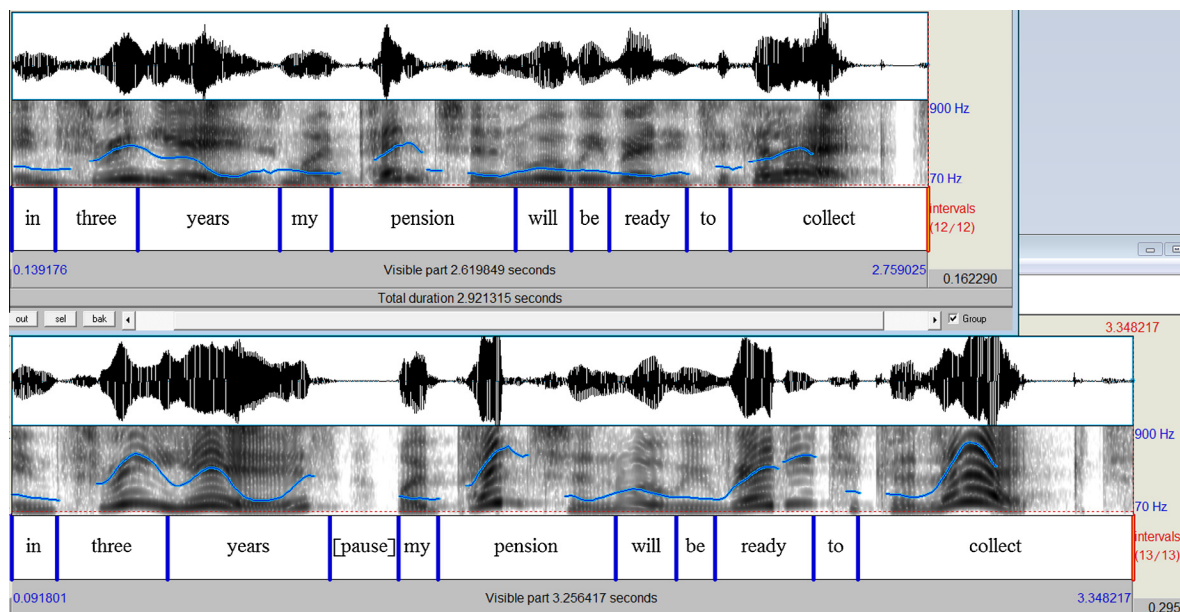 900 Hz
70 Hz
in three years my pension will be ready to collect
intervals
(12/12)
0.139176 Visible part 2.619849 seconds 2.759025
0.162290
Total duration 2.921315 seconds
out sel bak Group
3.348217
900 Hz
70 Hz
in three years [pause] my pension will be ready to collect
intervals
(13/13)
0.091801 Visible part 3.256417 seconds 3.348217
0.295